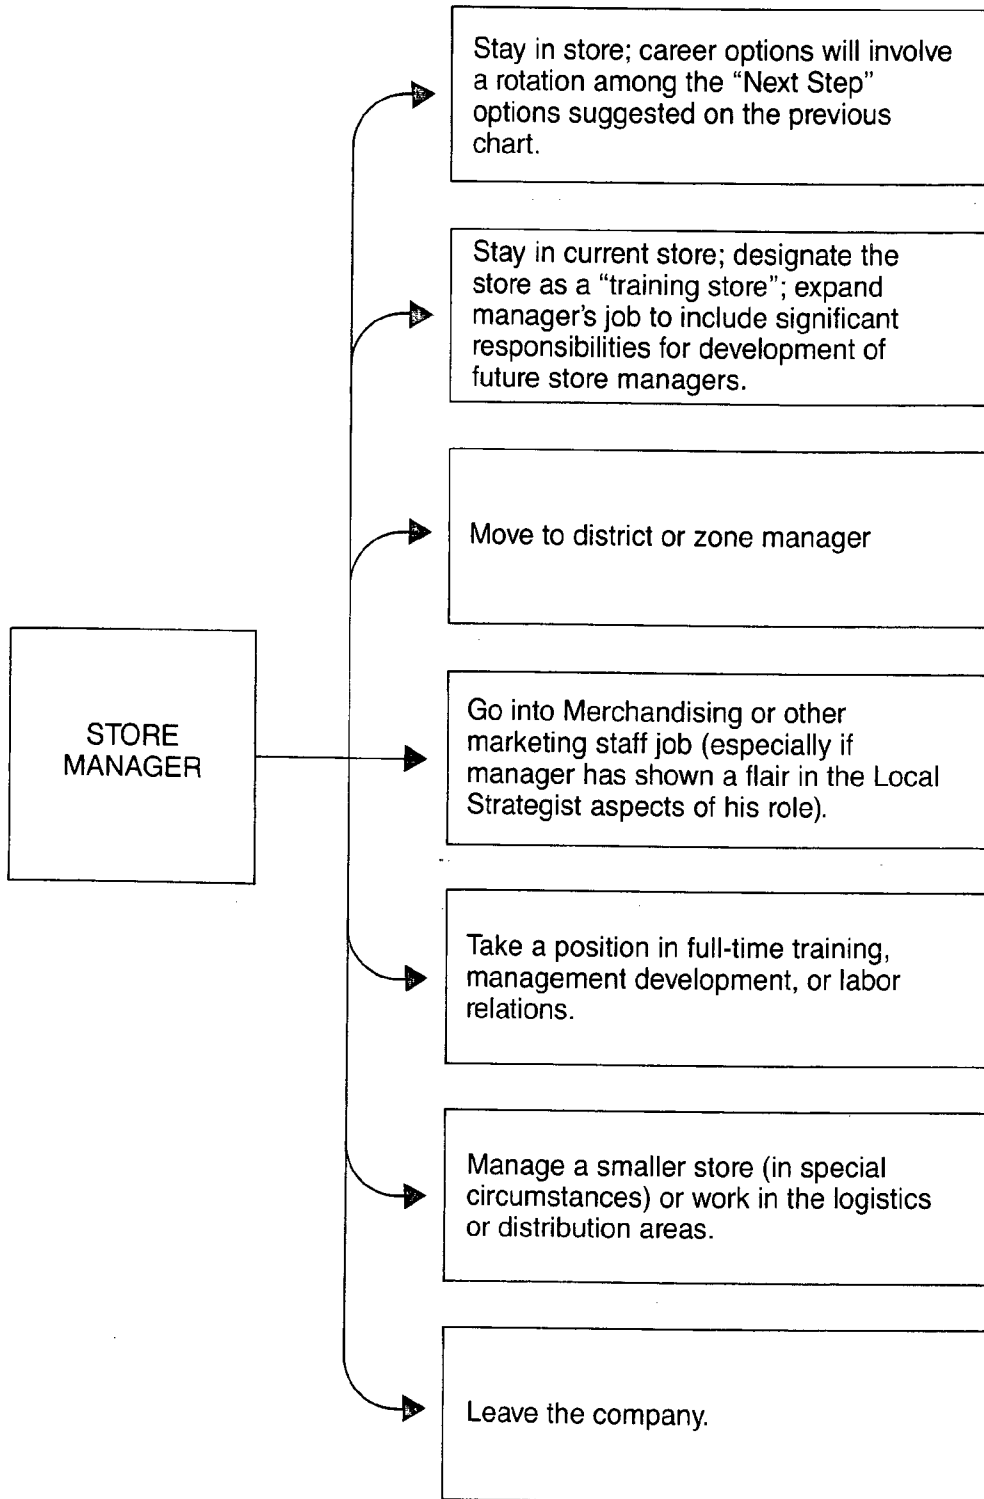 Stay in store; career options will involve
a rotation among the “Next Step”
options suggested on the previous
chart.
Stay in current store; designate the
store as a “training store”; expand
manager’s job to include significant
responsibilities for development of
future store managers.
Move to district or zone manager
STORE
MANAGER
Go into Merchandising or other
marketing staff job (especially if
manager has shown a flair in the Local
Strategist aspects of his role).
Take a position in full-time training,
management development, or labor
relations.
Manage a smaller store (in special
circumstances) or work in the logistics
or distribution areas.
Leave the company.